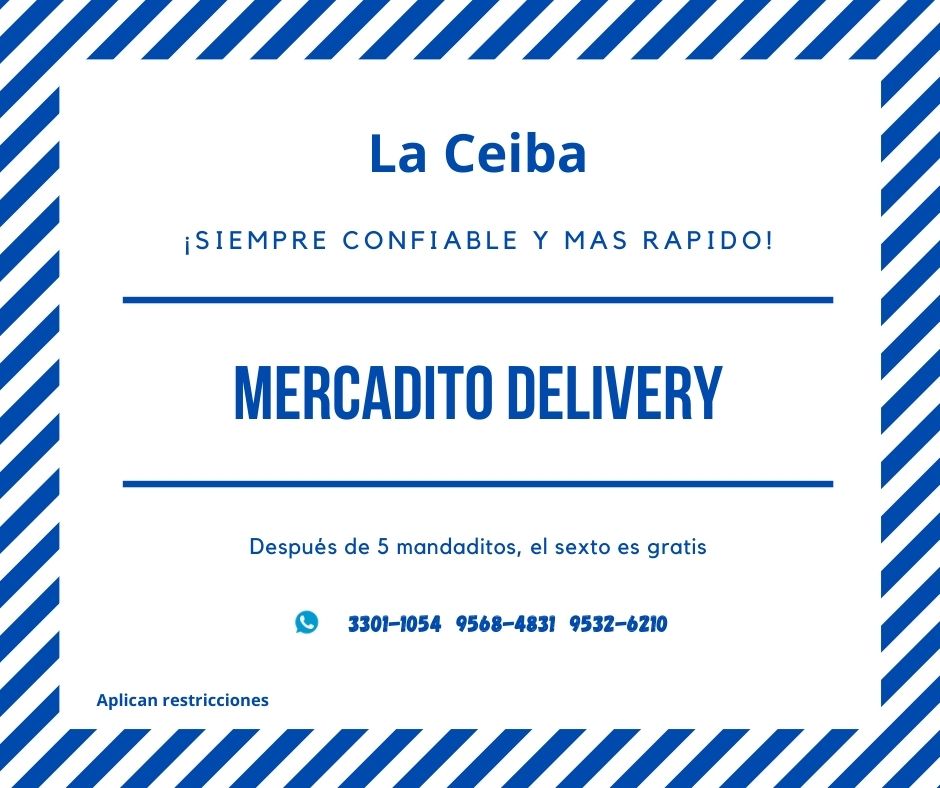 La Ceiba
¡SIEMPRE CONFIABLE Y MAS RAPIDO!
MERCADITO DELIVERY
Después de 5 mandaditos, el sexto es gratis
3301-1054 9568-4831 9532-6210
Aplican restricciones